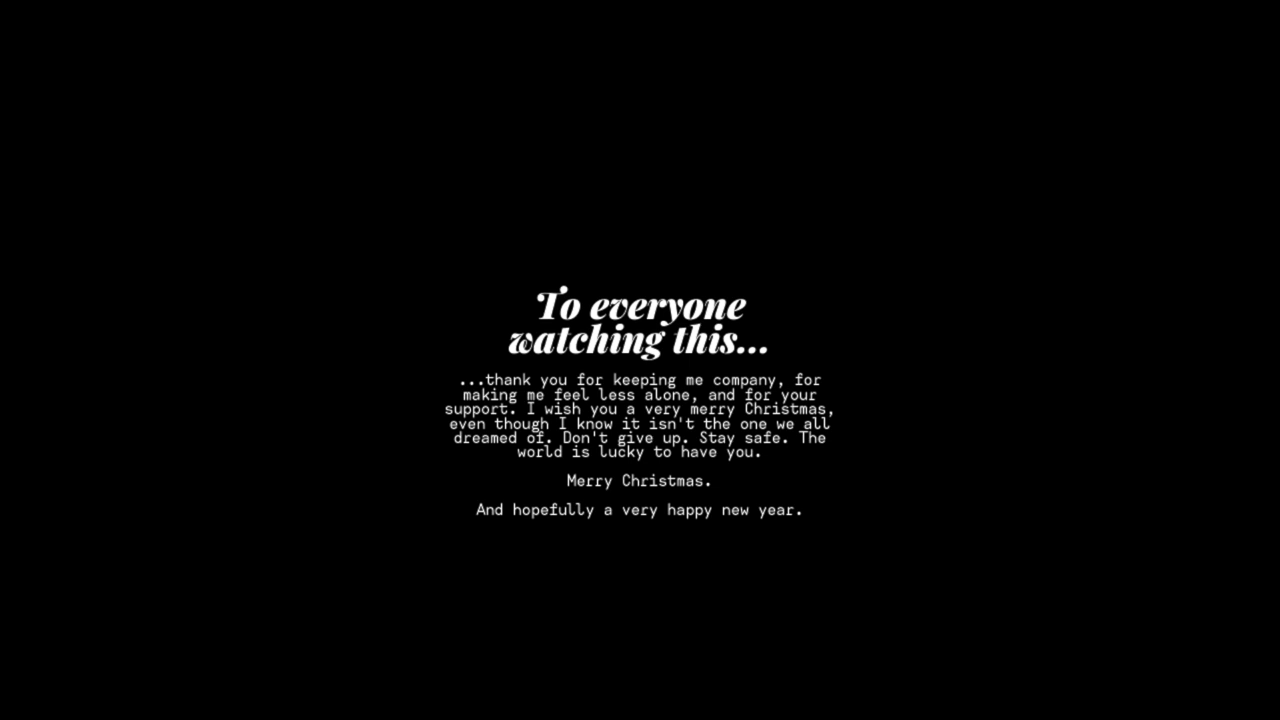 To everyone
watching this...
...thank you for keeping me company, for
making me feel less alone, and for your
support. I wish you a very merry Christmas,
even though I know it isn't the one we all
dreamed of. Don't give up. Stay safe. The
world is lucky to have you.
Merry Christmas.
And hopefully a very happy new year.